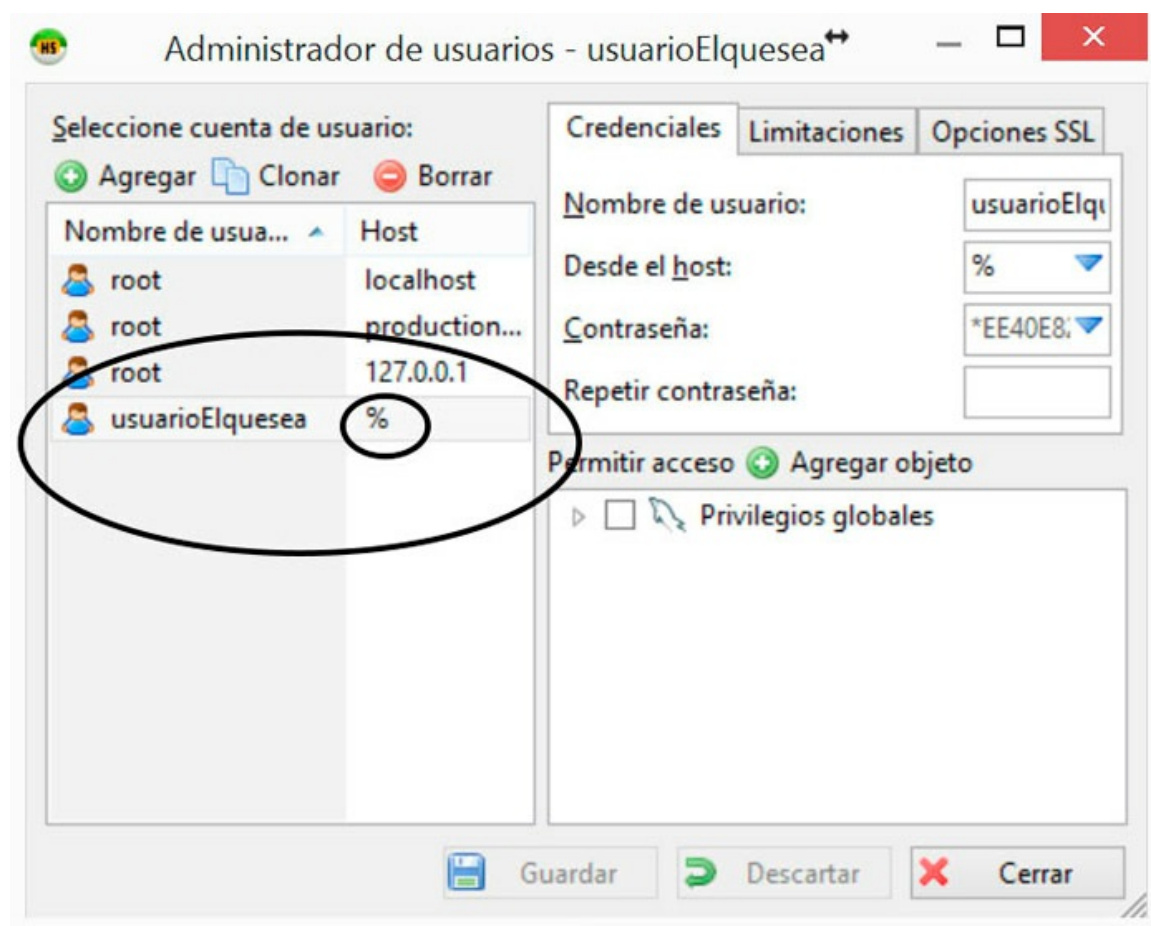 HS Administrador de usuarios - usuarioElquesea
Seleccione cuenta de usuario:
Agregar Clonar Borrar
Nombre de usua... Host
root localhost
root production...
root 127.0.0.1
usuarioElquesea %
Credenciales Limitaciones Opciones SSL
Nombre de usuario: usuarioElqu
Desde el host: %
Contraseña: *EE40E8.
Repetir contraseña:
Permitir acceso Agregar objeto
Privilegios globales
Guardar Descartar Cerrar